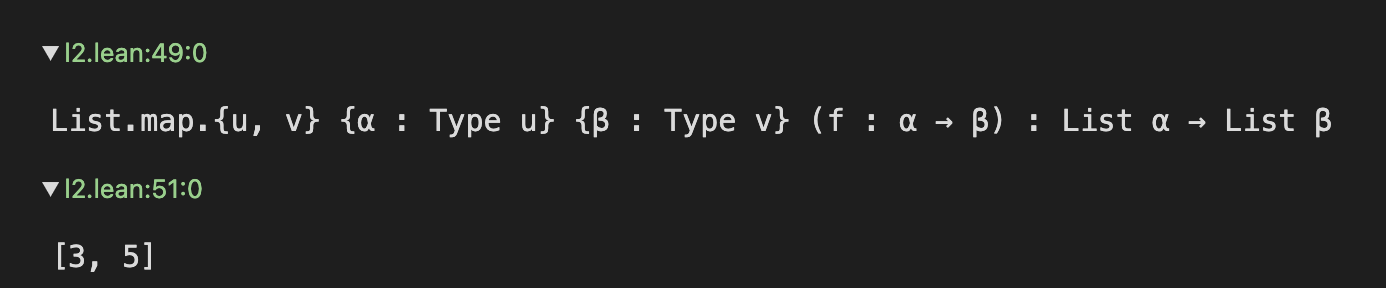 ▼l2.lean:49:0
List.map.{u, v} {α : Type u} {β : Type v} (f : α → β) : List α → List β
▼l2.lean:51:0
[3, 5]